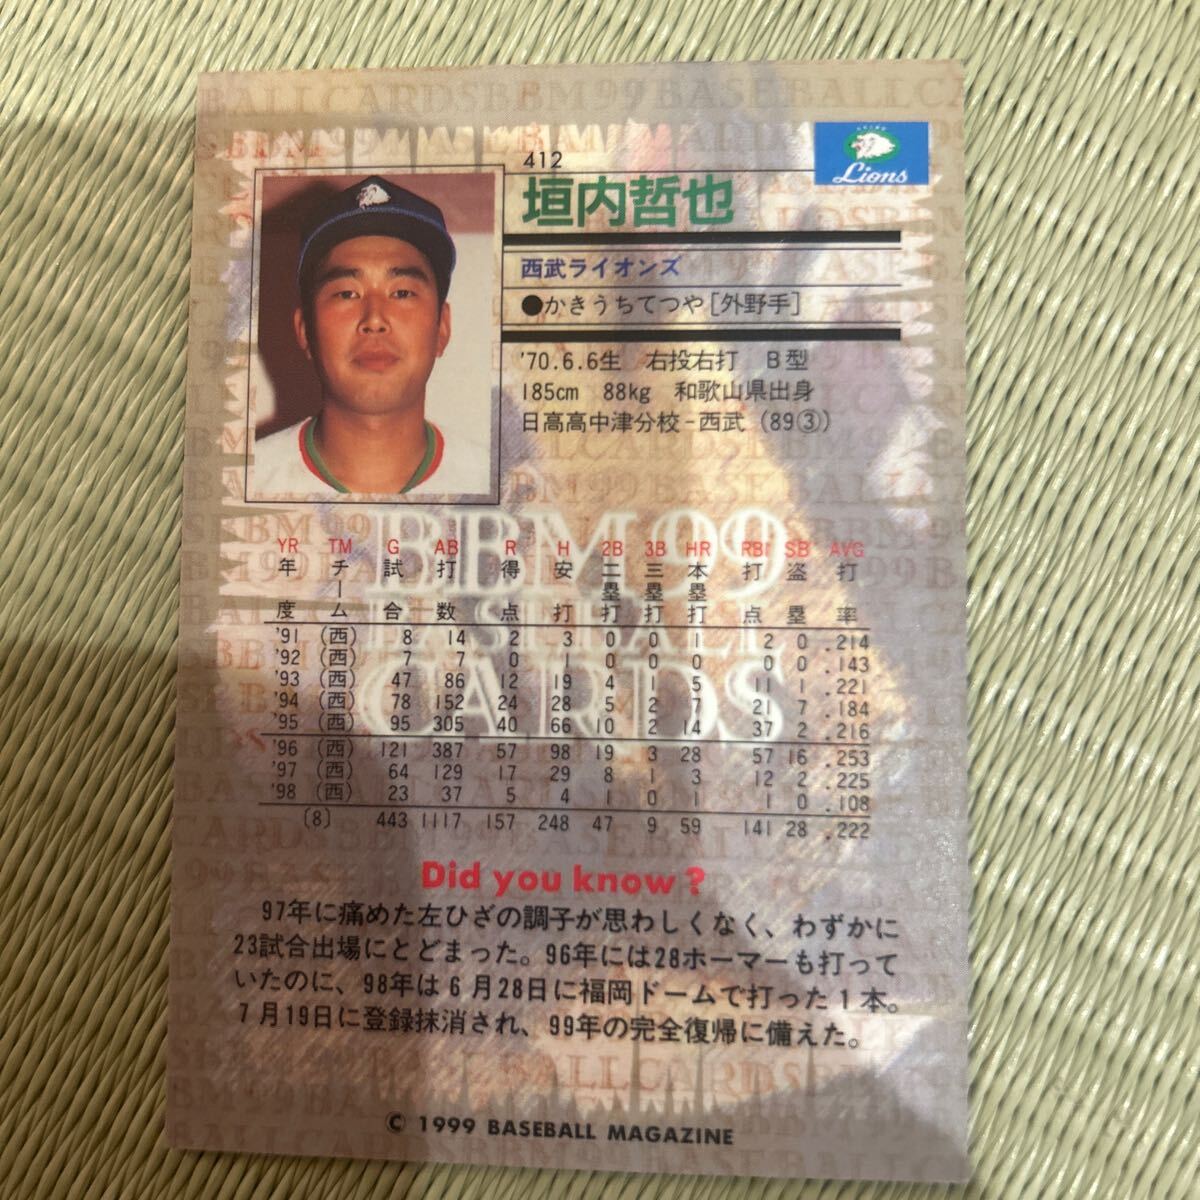 412
Lions
垣内哲也
西武ライオンズ
●かきうちてつや[外野手]
'70.6.6生 右投右打 B型
185cm 88kg 和歌山県出身
日高高中津分校-西武（89③）
BBM 99
BASEBALL
CARDS
YR TM G AB R H 2B 3B HR RBI SB AVG
年度 チーム 試合 打数 得点 安打 二塁打 三塁打 本塁打 打点 盗塁 打率
'91 (西) 8 14 2 3 0 0 1 2 0 .214
'92 (西) 7 7 0 1 0 0 0 0 0 .143
'93 (西) 47 86 12 19 4 1 5 11 1 .221
'94 (西) 78 152 24 28 5 2 7 21 7 .184
'95 (西) 95 305 40 66 10 2 14 37 2 .216
'96 (西) 121 387 57 98 19 3 28 57 16 .253
'97 (西) 64 129 17 29 8 1 3 12 2 .225
'98 (西) 23 37 5 4 1 0 1 1 0 .108
〔8〕 443 1117 157 248 47 9 59 141 28 .222
Did you know?
97年に痛めた左ひざの調子が思わしくなく、わずかに
23試合出場にとどまった。96年には28ホーマーも打って
いたのに、98年は6月28日に福岡ドームで打った1本。
7月19日に登録抹消され、99年の完全復帰に備えた。
© 1999 BASEBALL MAGAZINE